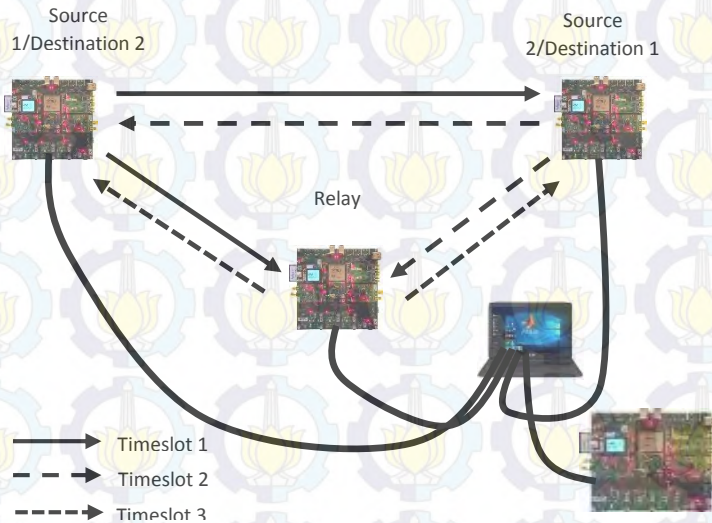 Source
1/Destination 2
Source
2/Destination 1
Relay
Timeslot 1
Timeslot 2
Timeslot 3